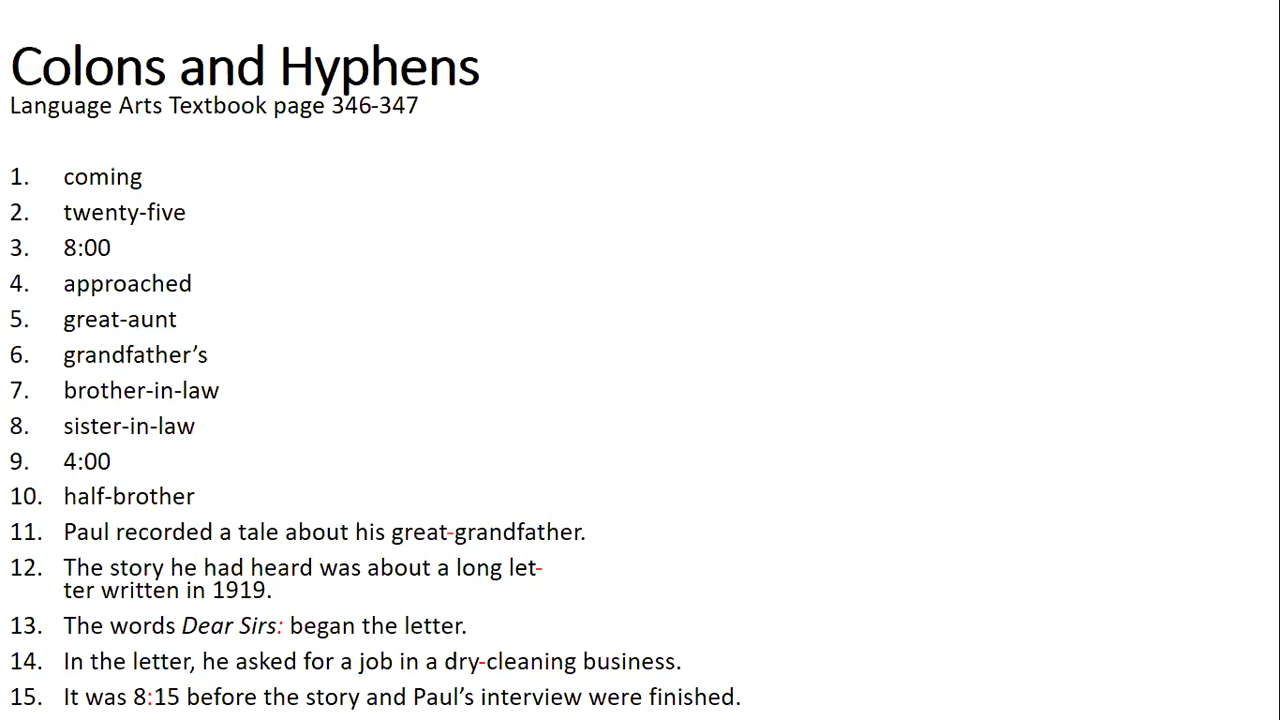 Colons and Hyphens
Language Arts Textbook page 346-347
1. coming
2. twenty-five
3. 8:00
4. approached
5. great-aunt
6. grandfather’s
7. brother-in-law
8. sister-in-law
9. 4:00
10. half-brother
11. Paul recorded a tale about his great-grandfather.
12. The story he had heard was about a long let-
ter written in 1919.
13. The words Dear Sirs: began the letter.
14. In the letter, he asked for a job in a dry-cleaning business.
15. It was 8:15 before the story and Paul’s interview were finished.